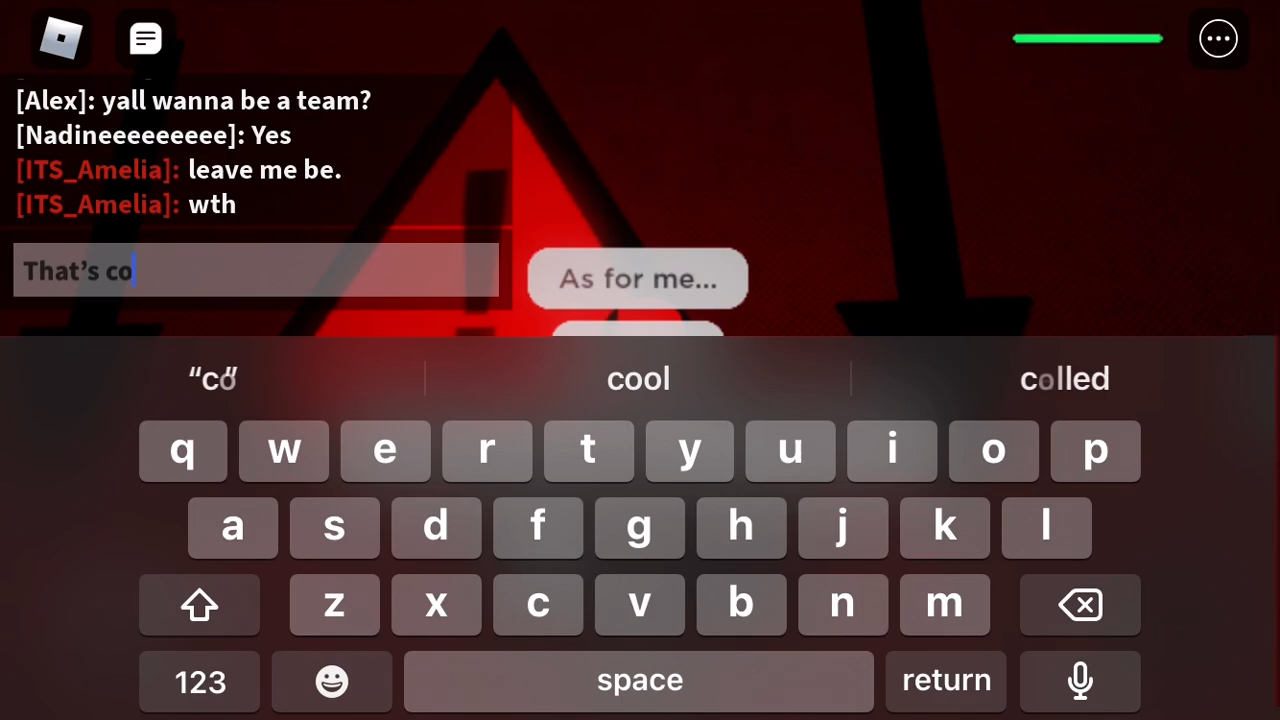 [Alex]: yall wanna be a team?
[Nadineeeeeeeee]: Yes
[ITS_Amelia]: leave me be.
[ITS_Amelia]: wth
That’s co
As for me...
“co” cool colled
q w e r t y u i o p
a s d f g h j k l
z x c v b n m
123 space return